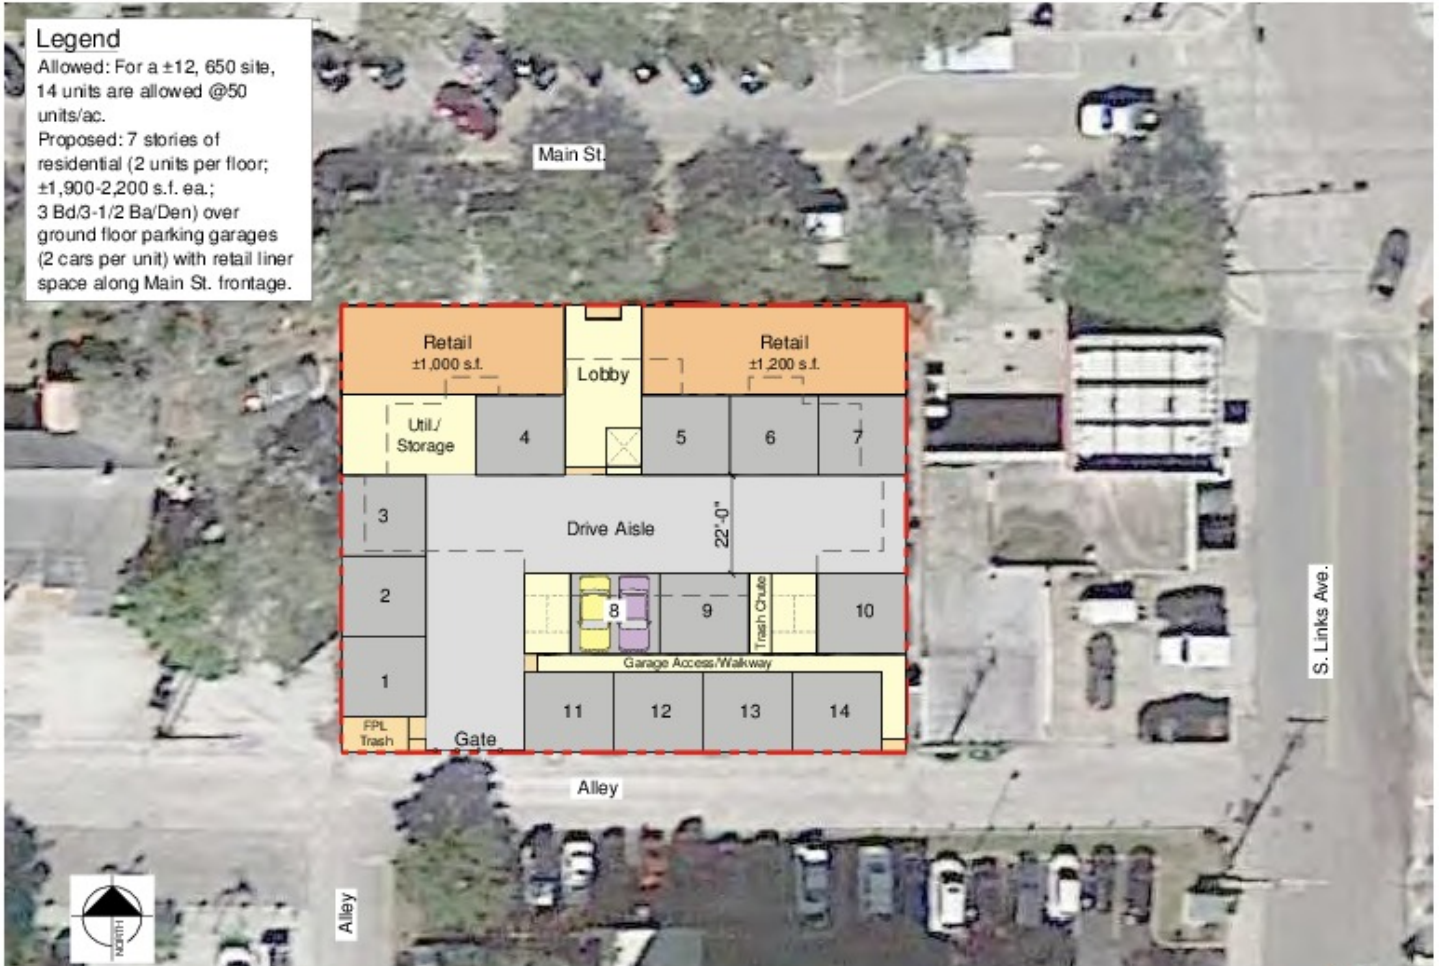 Legend
Allowed: For a ±12, 650 site,
14 units are allowed @50
units/ac.
Proposed: 7 stories of
residential (2 units per floor;
±1,900-2,200 s.f. ea.;
3 Bd/3-1/2 Ba/Den) over
ground floor parking garages
(2 cars per unit) with retail liner
space along Main St. frontage.
Main St.
Retail
±1,000 s.f.
Lobby
Retail
±1,200 s.f.
Util./
Storage
4
5
6
7
3
Drive Aisle
22'-0"
2
8
9
Trash Chute
10
Garage Access/Walkway
1
11
12
13
14
FPL
Trash
Gate
Alley
S. Links Ave.
Alley
NORTH